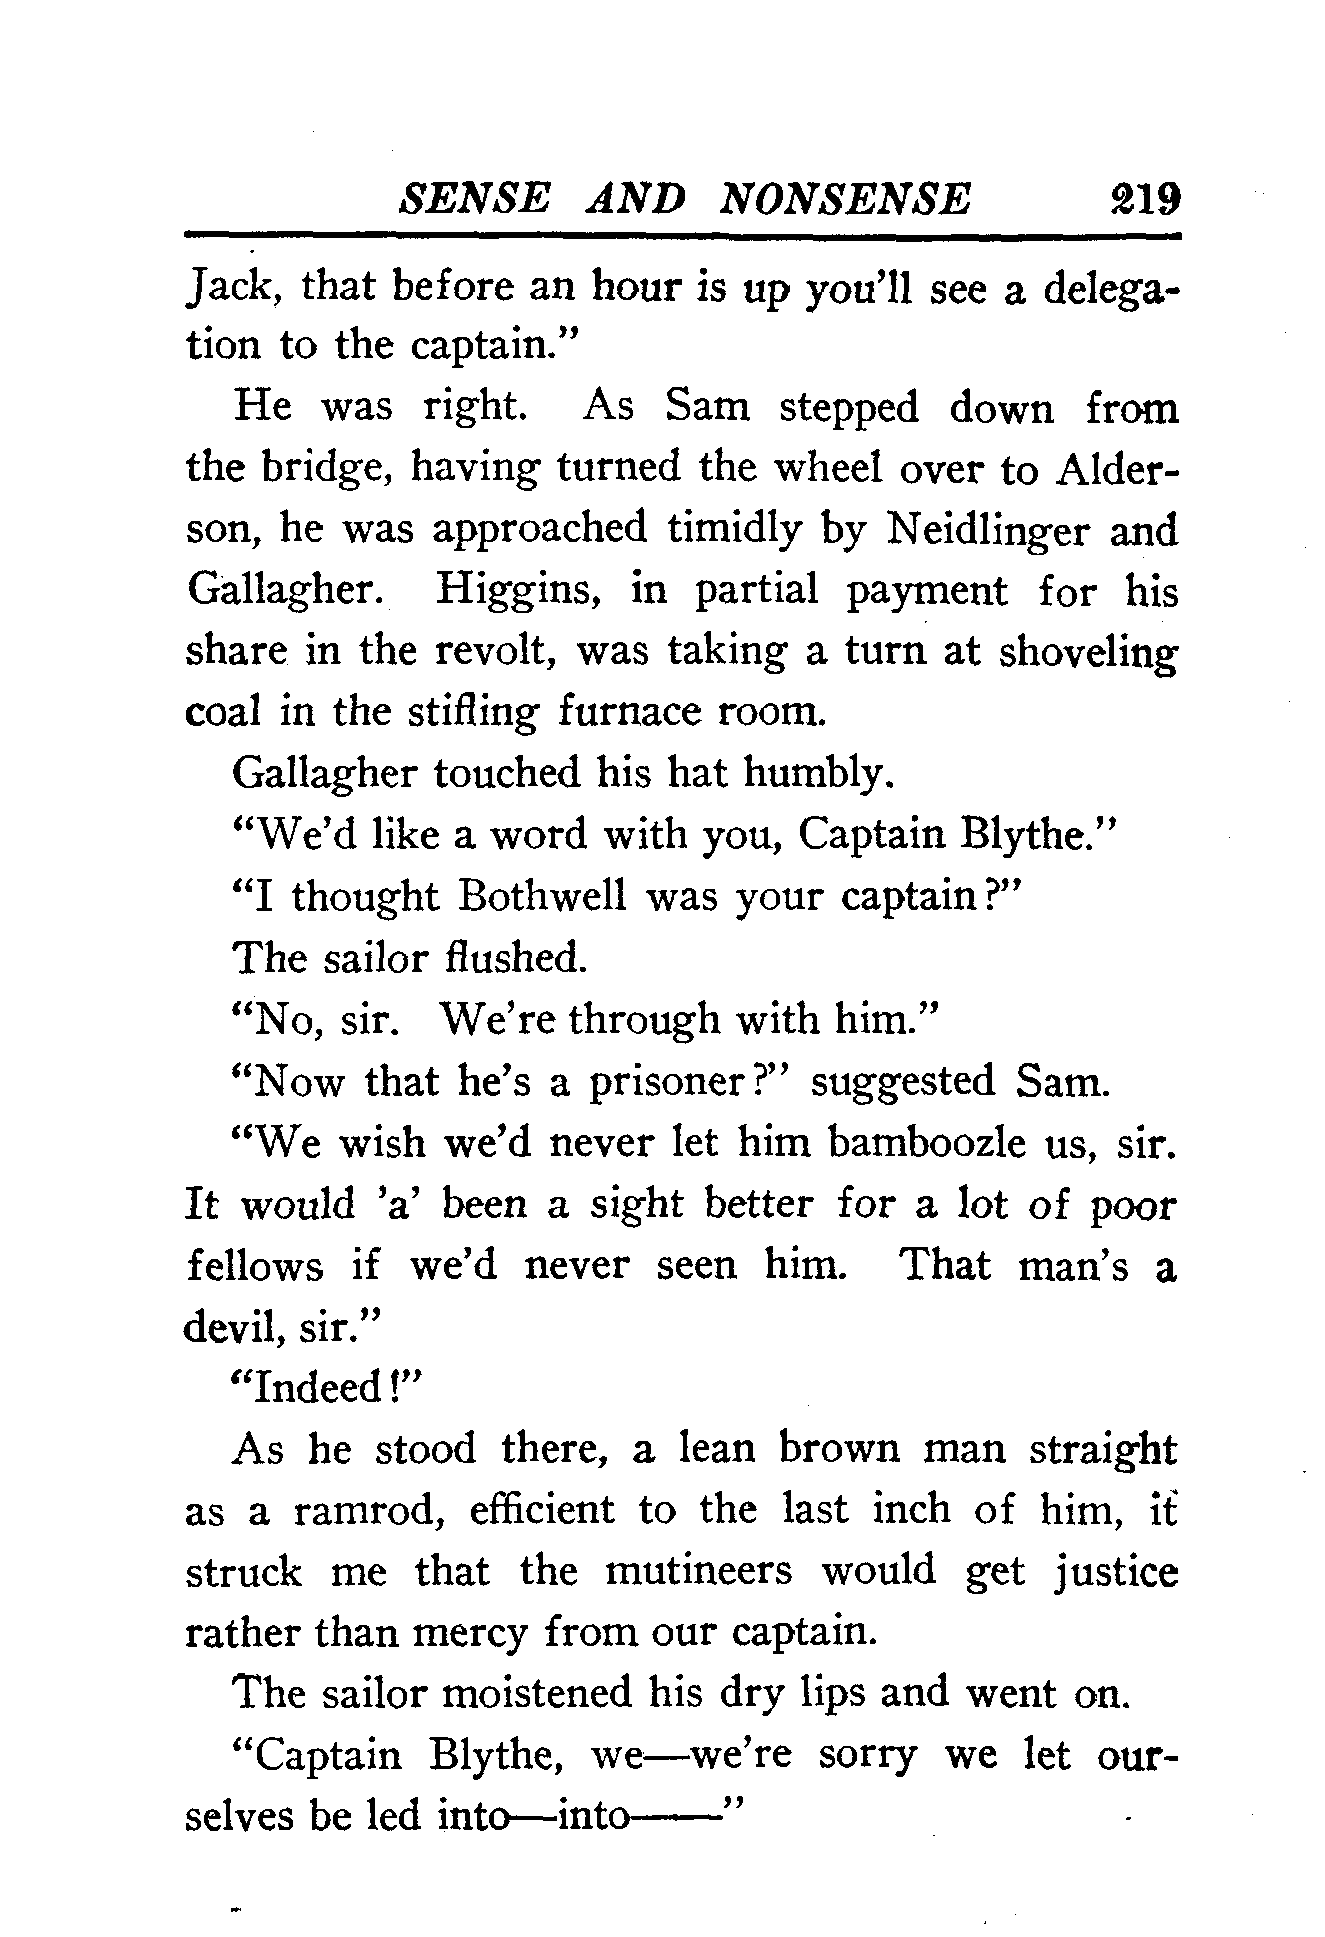 SENSE AND NONSENSE 219
Jack, that before an hour is up you'll see a delega-
tion to the captain."
He was right. As Sam stepped down from
the bridge, having turned the wheel over to Alder-
son, he was approached timidly by Neidlinger and
Gallagher. Higgins, in partial payment for his
share in the revolt, was taking a turn at shoveling
coal in the stifling furnace room.
Gallagher touched his hat humbly.
"We'd like a word with you, Captain Blythe."
"I thought Bothwell was your captain?"
The sailor flushed.
"No, sir. We're through with him."
"Now that he's a prisoner?" suggested Sam.
"We wish we'd never let him bamboozle us, sir.
It would 'a' been a sight better for a lot of poor
fellows if we'd never seen him. That man's a
devil, sir."
"Indeed!"
As he stood there, a lean brown man straight
as a ramrod, efficient to the last inch of him, it
struck me that the mutineers would get justice
rather than mercy from our captain.
The sailor moistened his dry lips and went on.
"Captain Blythe, we—we're sorry we let our-
selves be led into—into——"